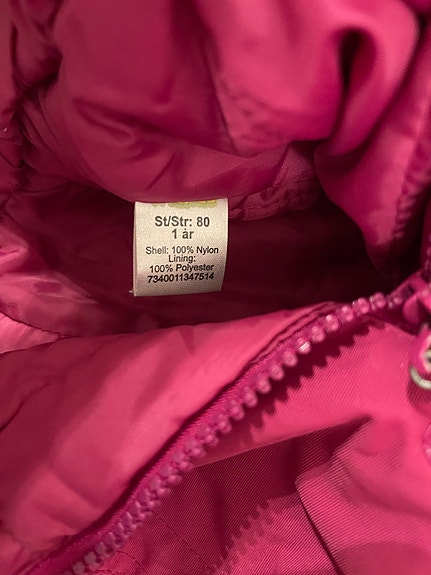 St/Str: 80
1 år
Shell: 100% Nylon
Lining:
100% Polyester
7340011347514